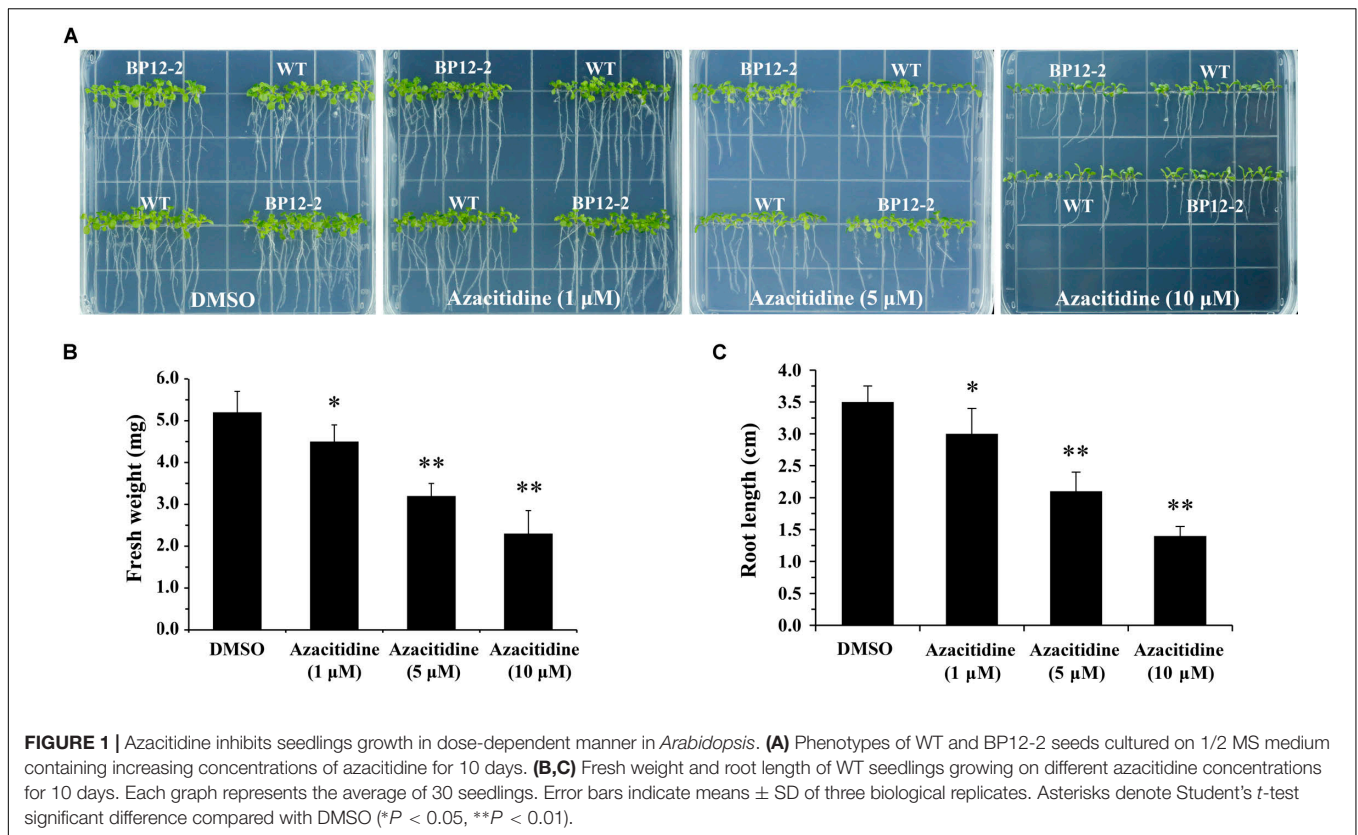 A
BP12-2 WT
WT BP12-2
DMSO
BP12-2 WT
WT BP12-2
Azacitidine (1 µM)
BP12-2 WT
WT BP12-2
Azacitidine (5 µM)
BP12-2 WT
WT BP12-2
Azacitidine (10 µM)
B
Fresh weight (mg)
6.0
5.0
4.0
3.0
2.0
1.0
0.0
*
**
**
DMSO Azacitidine Azacitidine Azacitidine
(1 µM) (5 µM) (10 µM)
C
Root length (cm)
4.0
3.5
3.0
2.5
2.0
1.5
1.0
0.5
0.0
*
**
**
DMSO Azacitidine Azacitidine Azacitidine
(1 µM) (5 µM) (10 µM)
FIGURE 1 | Azacitidine inhibits seedlings growth in dose-dependent manner in Arabidopsis. (A) Phenotypes of WT and BP12-2 seeds cultured on 1/2 MS medium
containing increasing concentrations of azacitidine for 10 days. (B,C) Fresh weight and root length of WT seedlings growing on different azacitidine concentrations
for 10 days. Each graph represents the average of 30 seedlings. Error bars indicate means ± SD of three biological replicates. Asterisks denote Student's t-test
significant difference compared with DMSO (*P < 0.05, **P < 0.01).